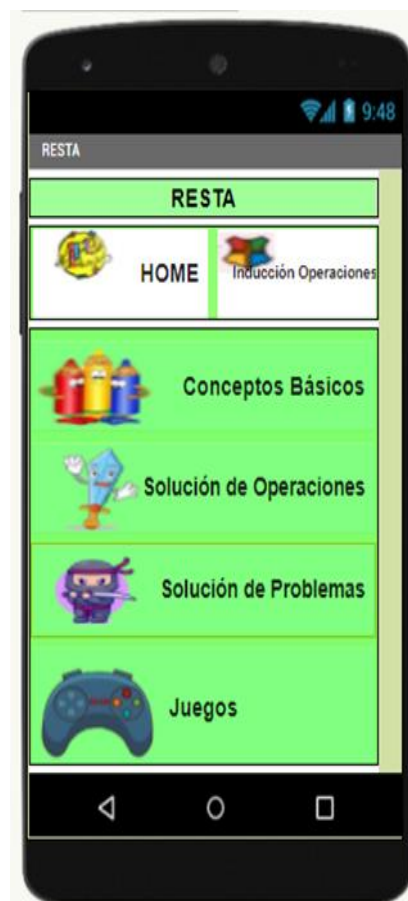 9:48
RESTA
RESTA
HOME
Inducción Operaciones
Conceptos Básicos
Solución de Operaciones
Solución de Problemas
Juegos